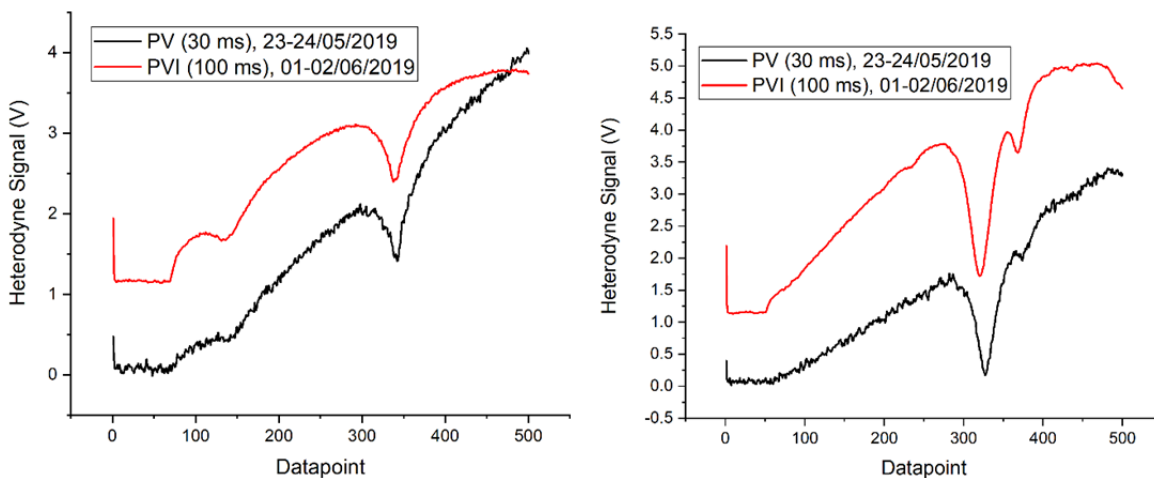 PV (30 ms), 23-24/05/2019
PVI (100 ms), 01-02/06/2019
4
3
2
1
0
Heterodyne Signal (V)
0 100 200 300 400 500
Datapoint
PV (30 ms), 23-24/05/2019
PVI (100 ms), 01-02/06/2019
5.5
5.0
4.5
4.0
3.5
3.0
2.5
2.0
1.5
1.0
0.5
0.0
-0.5
Heterodyne Signal (V)
0 100 200 300 400 500
Datapoint